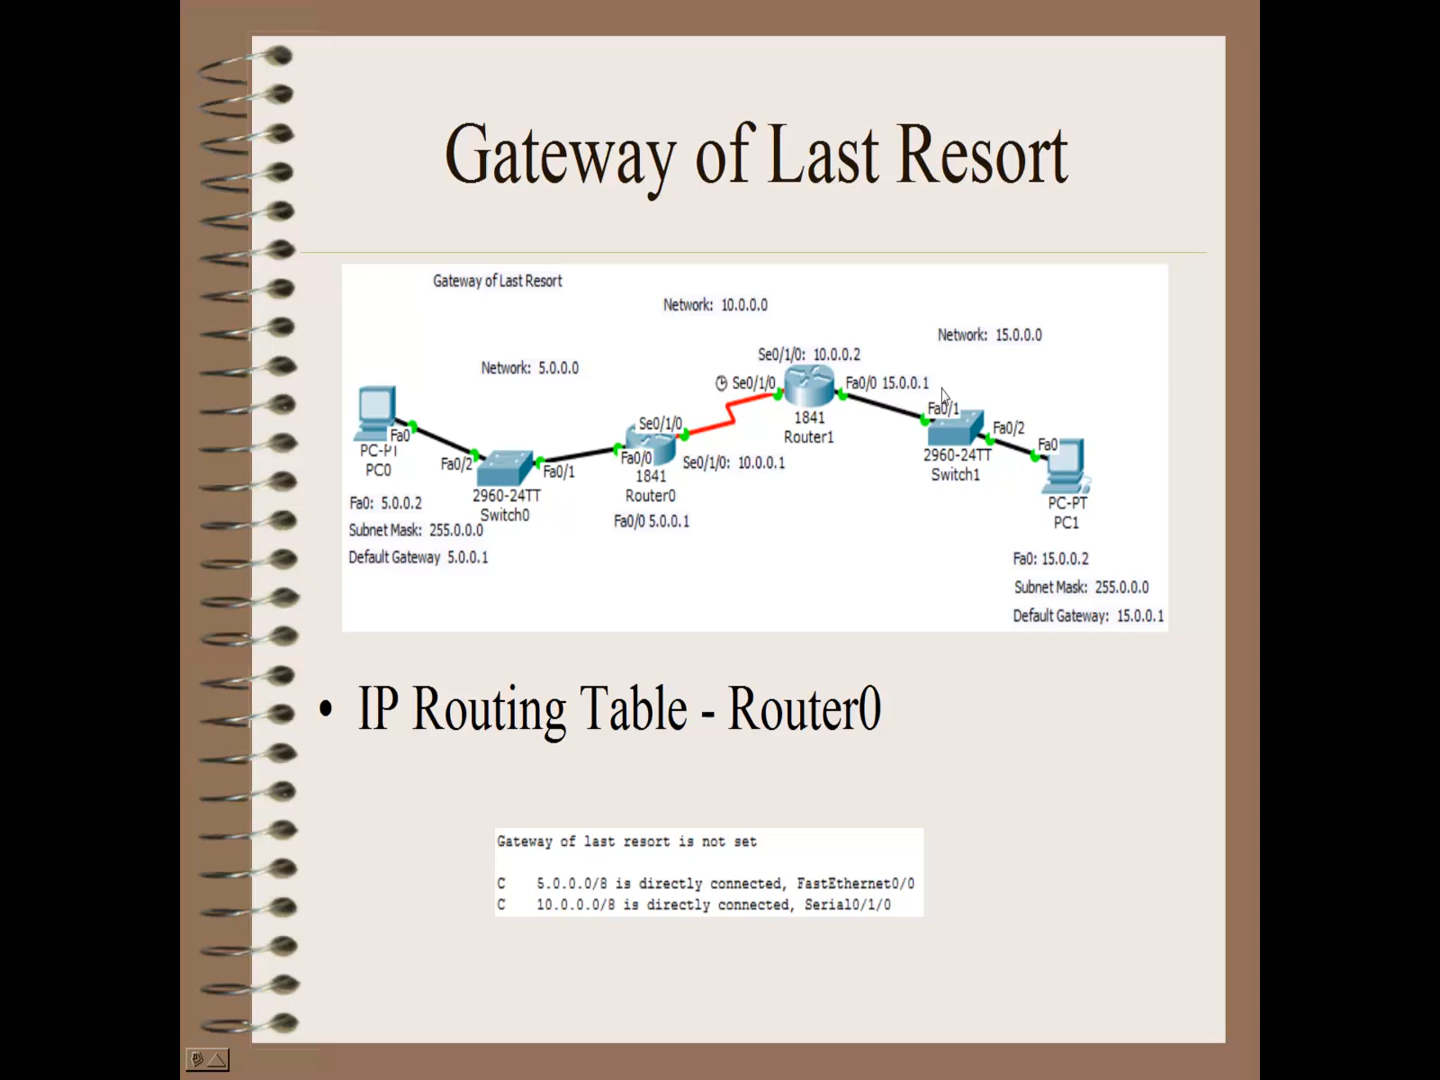 Gateway of Last Resort
Gateway of Last Resort
Network: 10.0.0.0
Network: 15.0.0.0
Network: 5.0.0.0
Se0/1/0: 10.0.0.2
Se0/1/0
Fa0/0 15.0.0.1
Fa0/1
1841
Router1
Fa0/2
Fa0
PC-PT
PC0
Fa0/2
Fa0/1
Se0/1/0
Fa0/0
Se0/1/0: 10.0.0.1
1841
Router0
Fa0/0 5.0.0.1
2960-24TT
Switch0
2960-24TT
Switch1
Fa0
PC-PT
PC1
Fa0: 5.0.0.2
Subnet Mask: 255.0.0.0
Default Gateway 5.0.0.1
Fa0: 15.0.0.2
Subnet Mask: 255.0.0.0
Default Gateway: 15.0.0.1
• IP Routing Table - Router0
Gateway of last resort is not set
C 5.0.0.0/8 is directly connected, FastEthernet0/0
C 10.0.0.0/8 is directly connected, Serial0/1/0